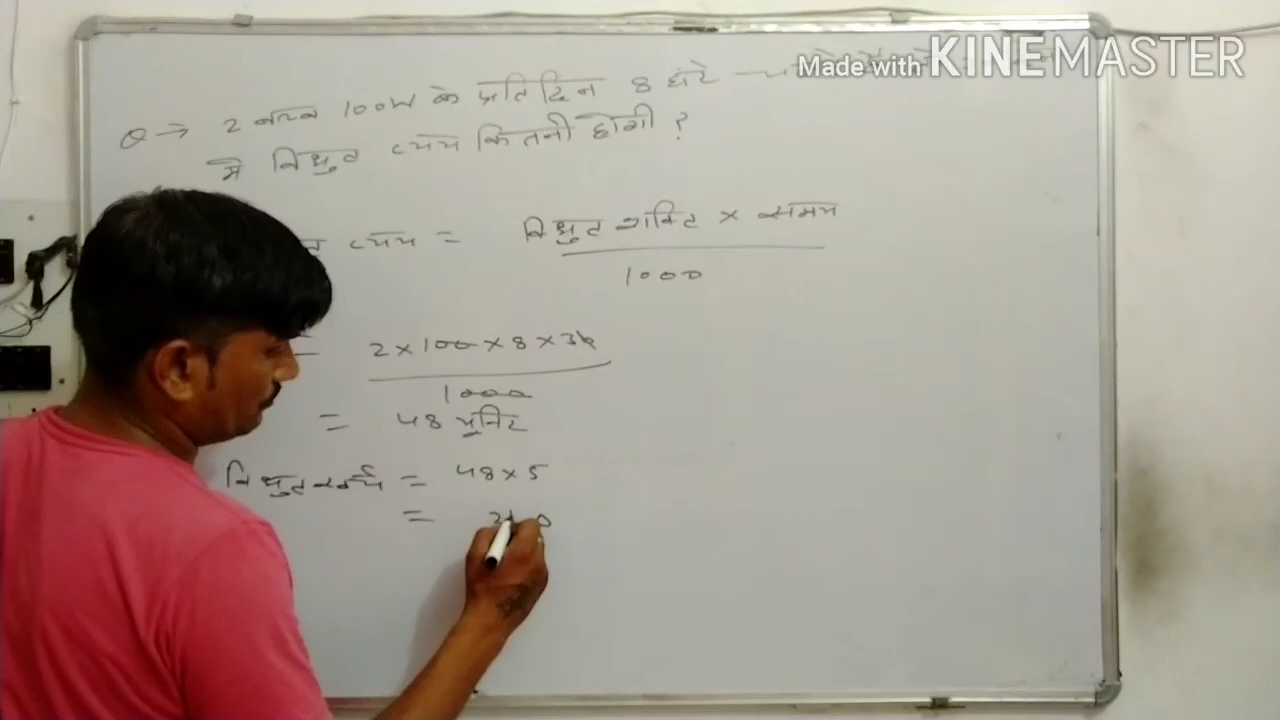 Made with KINEMASTER
Q → 2 बल्ब 100W के प्रतिदिन 8 घंटे
मे विधुत व्यय कितनी होगी ?
व्यय = विधुत शक्ति × समय
1000
= 2×100×8×30
1000
= 48 यूनिट
विधुत खर्च = 48×5
= 0